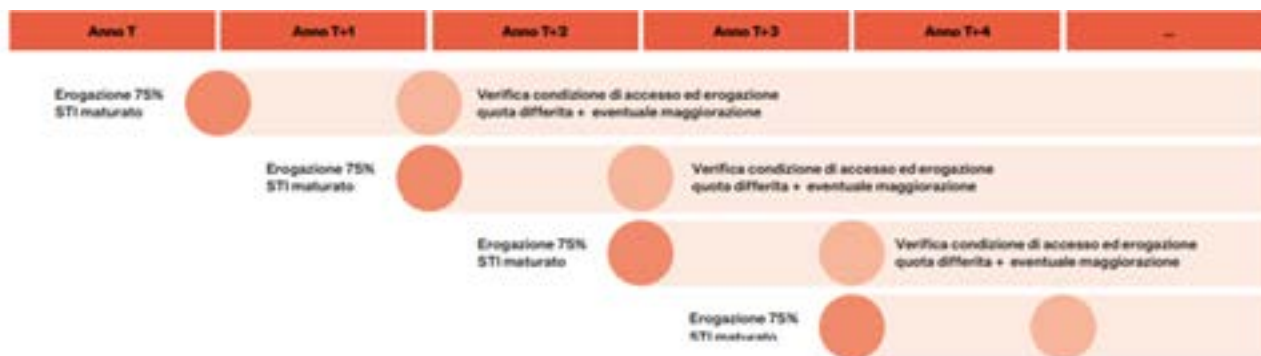 Anno T
Anno T+1
Anno T+2
Anno T+3
Anno T+4
...
Erogazione 75%
STI maturato
Verifica condizione di accesso ed erogazione
quota differita + eventuale maggiorazione
Erogazione 75%
STI maturato
Verifica condizione di accesso ed erogazione
quota differita + eventuale maggiorazione
Erogazione 75%
STI maturato
Verifica condizione di accesso ed erogazione
quota differita + eventuale maggiorazione
Erogazione 75%
STI maturato